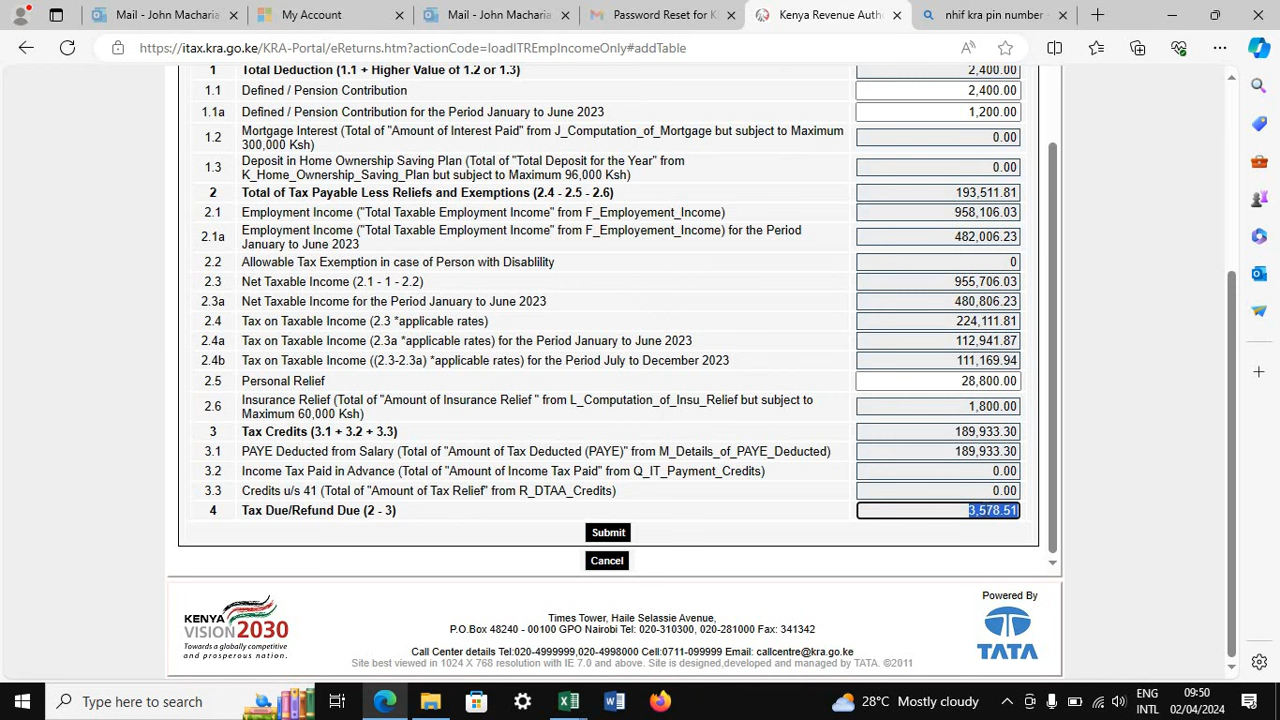 Mail - John Macharia
My Account
Mail - John Macharia
Password Reset for K
Kenya Revenue Auth
nhif kra pin number -
https://itax.kra.go.ke/KRA-Portal/eReturns.htm?actionCode=loadITREmpIncomeOnly#addTable
1 Total Deduction (1.1 + Higher Value of 1.2 or 1.3) 2,400.00
1.1 Defined / Pension Contribution 2,400.00
1.1a Defined / Pension Contribution for the Period January to June 2023 1,200.00
1.2 Mortgage Interest (Total of "Amount of Interest Paid" from J_Computation_of_Mortgage but subject to Maximum
300,000 Ksh) 0.00
1.3 Deposit in Home Ownership Saving Plan (Total of "Total Deposit for the Year" from
K_Home_Ownership_Saving_Plan but subject to Maximum 96,000 Ksh) 0.00
2 Total of Tax Payable Less Reliefs and Exemptions (2.4 - 2.5 - 2.6) 193,511.81
2.1 Employment Income ("Total Taxable Employment Income" from F_Employement_Income) 958,106.03
2.1a Employment Income ("Total Taxable Employment Income" from F_Employement_Income) for the Period
January to June 2023 482,006.23
2.2 Allowable Tax Exemption in case of Person with Disablility 0
2.3 Net Taxable Income (2.1 - 1 - 2.2) 955,706.03
2.3a Net Taxable Income for the Period January to June 2023 480,806.23
2.4 Tax on Taxable Income (2.3 *applicable rates) 224,111.81
2.4a Tax on Taxable Income (2.3a *applicable rates) for the Period January to June 2023 112,941.87
2.4b Tax on Taxable Income ((2.3-2.3a) *applicable rates) for the Period July to December 2023 111,169.94
2.5 Personal Relief 28,800.00
2.6 Insurance Relief (Total of "Amount of Insurance Relief " from L_Computation_of_Insu_Relief but subject to
Maximum 60,000 Ksh) 1,800.00
3 Tax Credits (3.1 + 3.2 + 3.3) 189,933.30
3.1 PAYE Deducted from Salary (Total of "Amount of Tax Deducted (PAYE)" from M_Details_of_PAYE_Deducted) 189,933.30
3.2 Income Tax Paid in Advance (Total of "Amount of Income Tax Paid" from Q_IT_Payment_Credits) 0.00
3.3 Credits u/s 41 (Total of "Amount of Tax Relief" from R_DTAA_Credits) 0.00
4 Tax Due/Refund Due (2 - 3) 3,578.51
Submit
Cancel
KENYA
VISION 2030
Towards a globally competitive
and prosperous nation.
Times Tower, Haile Selassie Avenue,
P.O.Box 48240 - 00100 GPO Nairobi Tel: 020-310300, 020-281000 Fax: 341342
Call Center details Tel:020-4999999,020-4998000 Cell:0711-099999 Email: callcentre@kra.go.ke
Site best viewed in 1024 X 768 resolution with IE 7.0 and above. Site is designed,developed and managed by TATA. ©2011
Powered By
TATA
Type here to search
28°C Mostly cloudy
ENG
INTL
09:50
02/04/2024